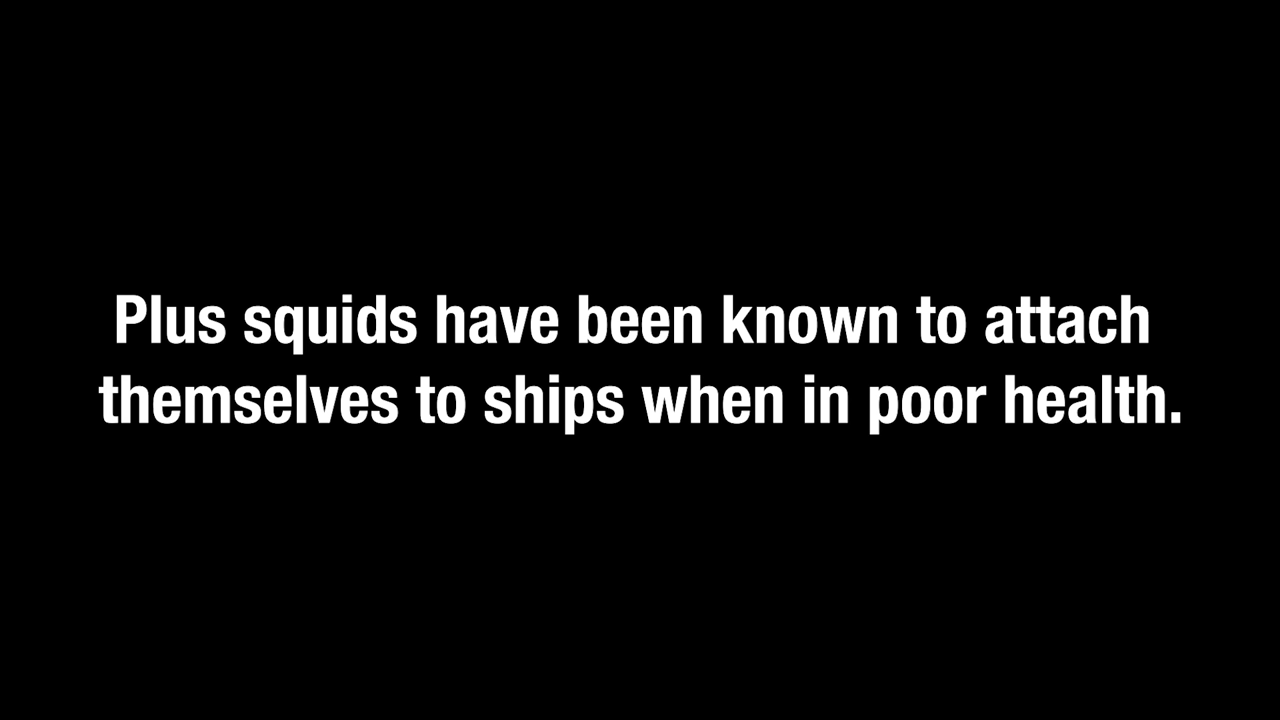 Plus squids have been known to attach
themselves to ships when in poor health.